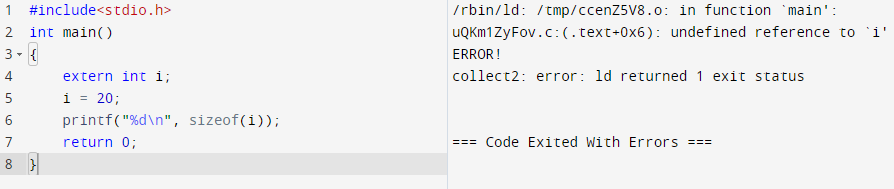 1 #include<stdio.h>
2 int main()
3 {
4     extern int i;
5     i = 20;
6     printf("%d\n", sizeof(i));
7     return 0;
8 }
/rbin/ld: /tmp/ccenZ5V8.o: in function `main':
uQKm1ZyFov.c:(.text+0x6): undefined reference to `i'
ERROR!
collect2: error: ld returned 1 exit status
=== Code Exited With Errors ===